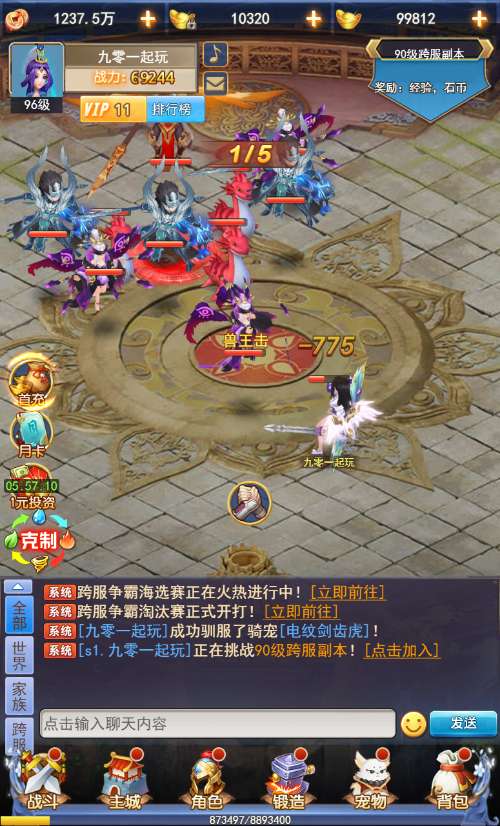 1237.5万
10320
99812
九零一起玩
战力:69244
96级
VIP 11
排行榜
90级跨服副本
奖励:经验,石币
1/5
兽王击
-775
九零一起玩
首充
月卡
05.57.10
1元投资
克制
全部
世界
家族
跨服
系统 跨服争霸海选赛正在火热进行中！[立即前往]
系统 跨服争霸淘汰赛正式开打！[立即前往]
系统 [九零一起玩]成功驯服了骑宠[电纹剑齿虎]！
系统 [s1.九零一起玩]正在挑战90级跨服副本！[点击加入]
点击输入聊天内容
发送
战斗
主城
角色
锻造
宠物
背包
873497/8893400